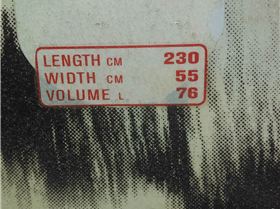 LENGTH CM 230
WIDTH CM 55
VOLUME L 76